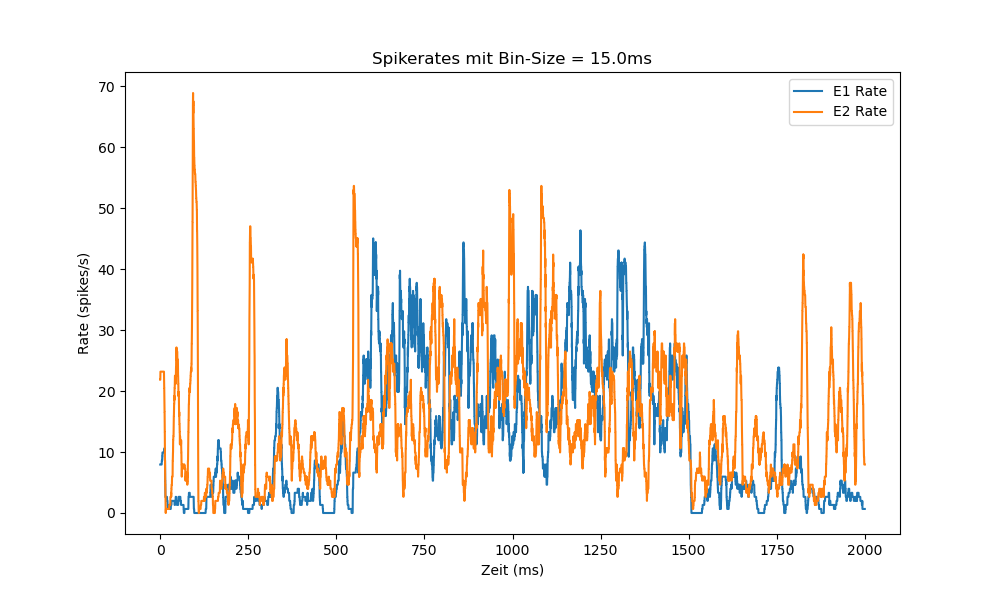 Spikerates mit Bin-Size = 15.0ms
E1 Rate
E2 Rate
Rate (spikes/s)
70
60
50
40
30
20
10
0
0 250 500 750 1000 1250 1500 1750 2000
Zeit (ms)